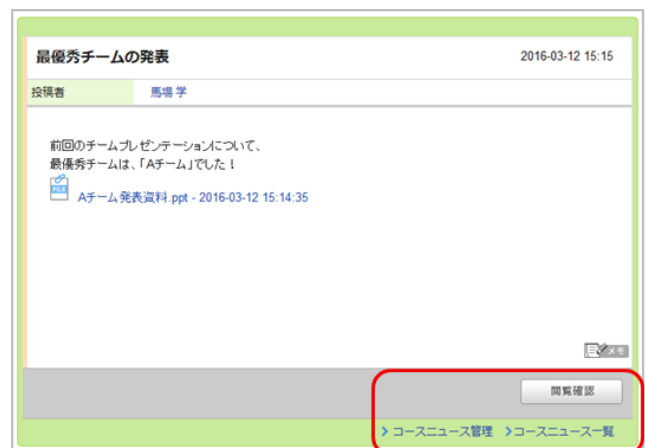 最優秀チームの発表 2016-03-12 15:15
投稿者 馬場 学
前回のチームプレゼンテーションについて、
最優秀チームは、「Aチーム」でした！
FILE
Aチーム発表資料.ppt - 2016-03-12 15:14:35
メモ
閲覧確認
コースニュース管理 コースニュース一覧